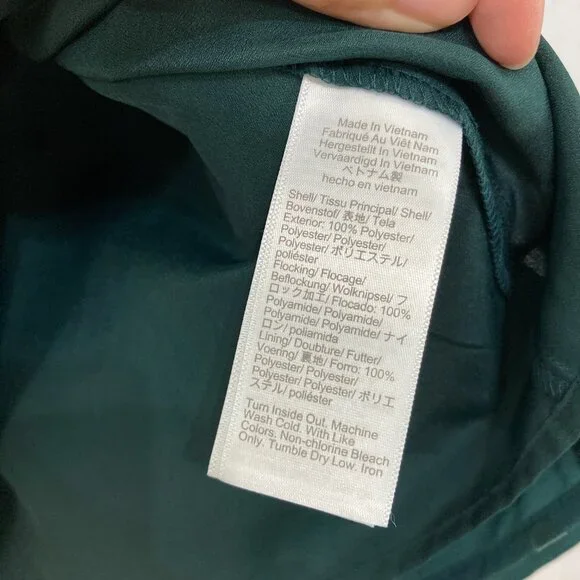 Made In Vietnam
Fabriqué Au Viêt Nam
Hergestellt In Vietnam
Vervaardigd In Vietnam
ベトナム製
hecho en vietnam
Shell/ Tissu Principal/ Shell/
Bovenstof/ 表地/ Tela
Exterior: 100% Polyester/
Polyester/ Polyester/
Polyester/ ポリエステル/
poliéster
Flocking/ Flocage/
Beflockung/ Wolknipsel/ フ
ロック加工/ Flocado: 100%
Polyamide/ Polyamide/
Polyamide/ Polyamide/ ナイ
ロン/ poliamida
Lining/ Doubture/ Futter/
Voering/ 裏地/ Forro: 100%
Polyester/ Polyester/
Polyester/ Polyester/ ポリエ
ステル/ poliéster
Turn Inside Out. Machine
Wash Cold. With Like
Colors. Non-chlorine Bleach
Only. Tumble Dry Low. Iron